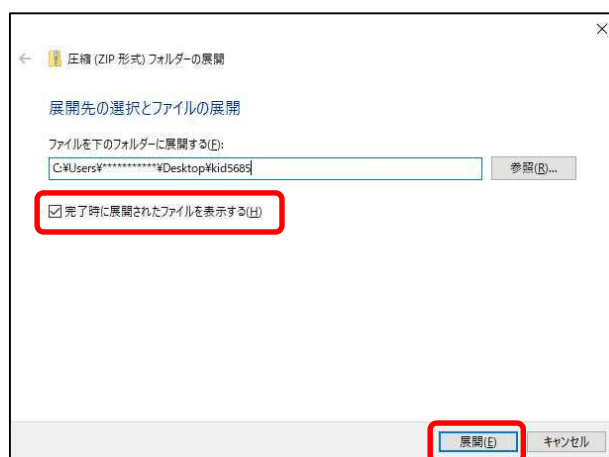 圧縮 (ZIP 形式) フォルダーの展開
展開先の選択とファイルの展開
ファイルを下のフォルダーに展開する(F):
C:¥Users¥***********¥Desktop¥kid5685
参照(R)...
完了時に展開されたファイルを表示する(H)
展開(E)
キャンセル